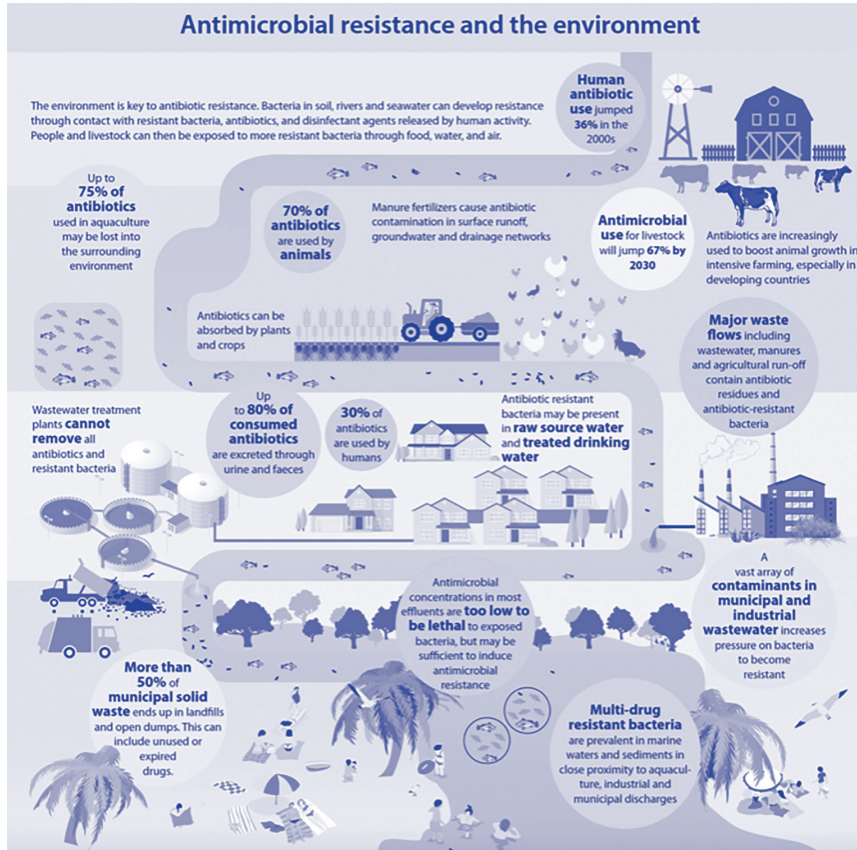 Antimicrobial resistance and the environment
The environment is key to antibiotic resistance. Bacteria in soil, rivers and seawater can develop resistance
through contact with resistant bacteria, antibiotics, and disinfectant agents released by human activity.
People and livestock can then be exposed to more resistant bacteria through food, water, and air.
Human
antibiotic
use jumped
36% in the
2000s
Up to
75% of
antibiotics
used in aquaculture
may be lost into
the surrounding
environment
70% of
antibiotics
are used by
animals
Manure fertilizers cause antibiotic
contamination in surface runoff,
groundwater and drainage networks
Antimicrobial
use for livestock
will jump 67% by
2030
Antibiotics are increasingly
used to boost animal growth in
intensive farming, especially in
developing countries
Antibiotics can be
absorbed by plants
and crops
Major waste
flows including
wastewater, manures
and agricultural run-off
contain antibiotic
residues and
antibiotic-resistant
bacteria
Wastewater treatment
plants cannot
remove all
antibiotics and
resistant bacteria
Up
to 80% of
consumed
antibiotics
are excreted through
urine and faeces
30% of
antibiotics
are used by
humans
Antibiotic resistant
bacteria may be present
in raw source water
and treated drinking
water
Antimicrobial
concentrations in most
effluents are too low to
be lethal to exposed
bacteria, but may be
sufficient to induce
antimicrobial
resistance
A
vast array of
contaminants in
municipal and
industrial
wastewater increases
pressure on bacteria
to become
resistant
More than
50% of
municipal solid
waste ends up in landfills
and open dumps. This can
include unused or
expired
drugs.
Multi-drug
resistant bacteria
are prevalent in marine
waters and sediments in
close proximity to aquacul-
ture, industrial and
municipal discharges